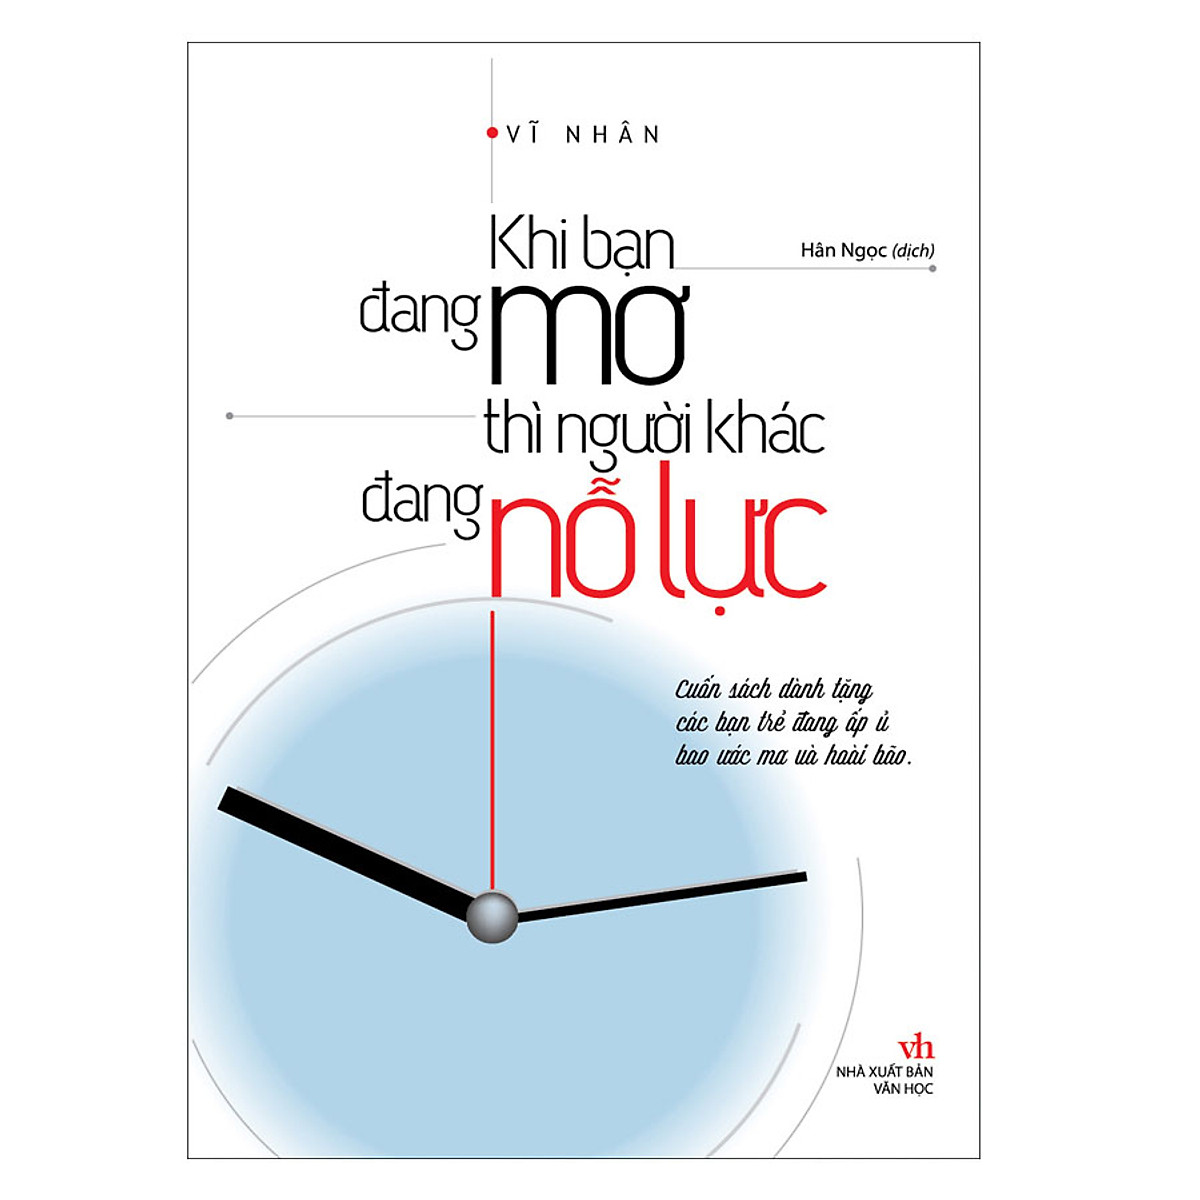 VĨ NHÂN
Khi bạn
Hân Ngọc (dịch)
đang mơ
thì người khác
đang nỗ lực
Cuốn sách dành tặng
các bạn trẻ đang ấp ủ
bao ước mơ và hoài bão.
vh
NHÀ XUẤT BẢN
VĂN HỌC